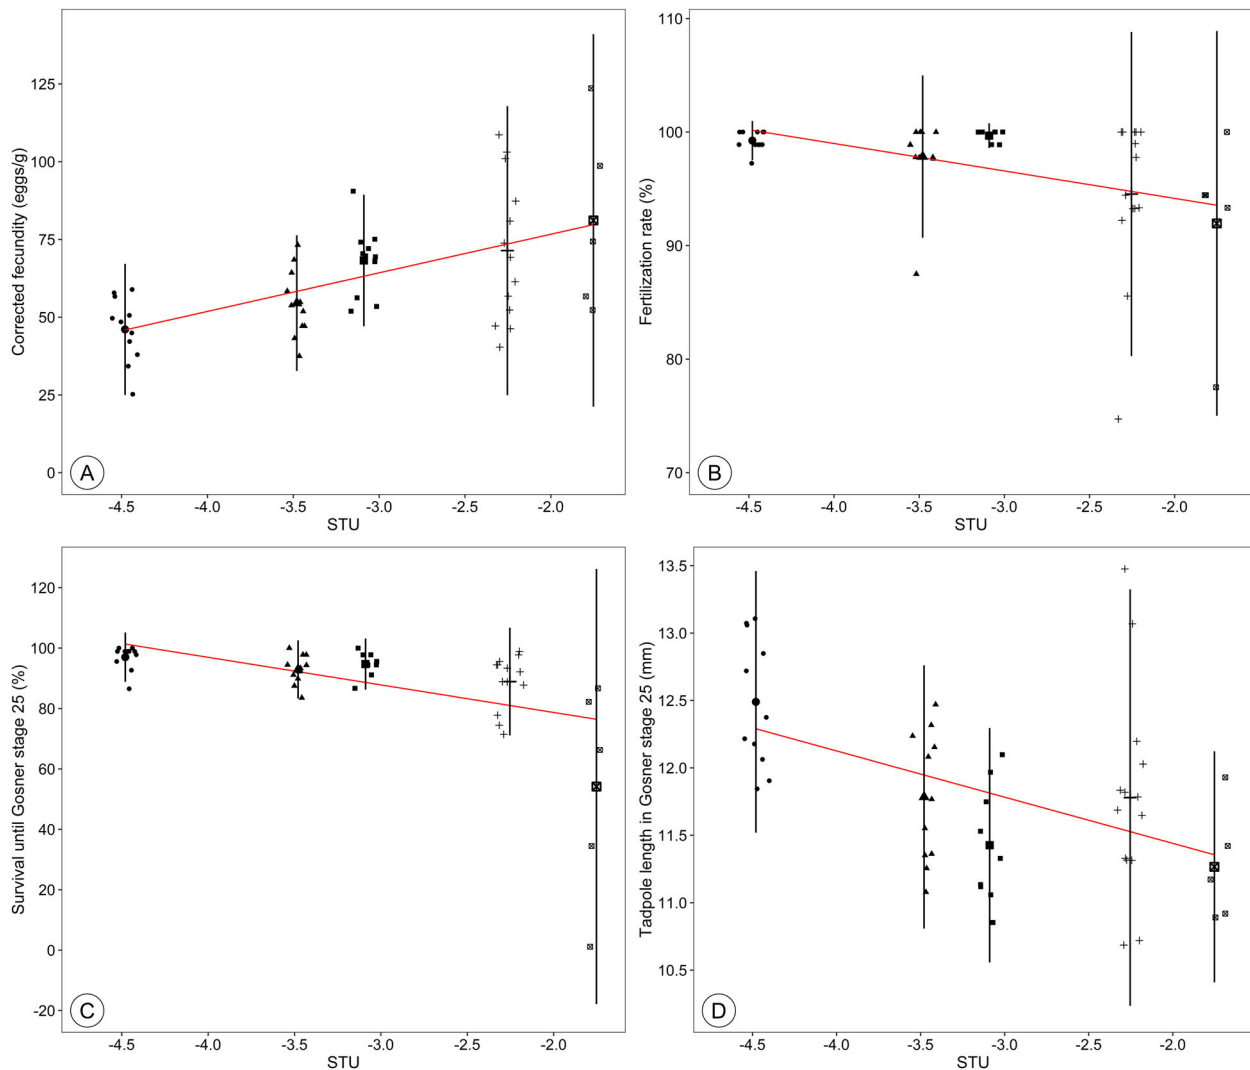 Corrected fecundity (eggs/g)
125
100
75
50
25
0
A
-4.5 -4.0 -3.5 -3.0 -2.5 -2.0
STU
Fertilization rate (%)
110
100
90
80
70
B
-4.5 -4.0 -3.5 -3.0 -2.5 -2.0
STU
Survival until Gosner stage 25 (%)
120
100
80
60
40
20
0
-20
C
-4.5 -4.0 -3.5 -3.0 -2.5 -2.0
STU
Tadpole length in Gosner stage 25 (mm)
13.5
13.0
12.5
12.0
11.5
11.0
10.5
D
-4.5 -4.0 -3.5 -3.0 -2.5 -2.0
STU